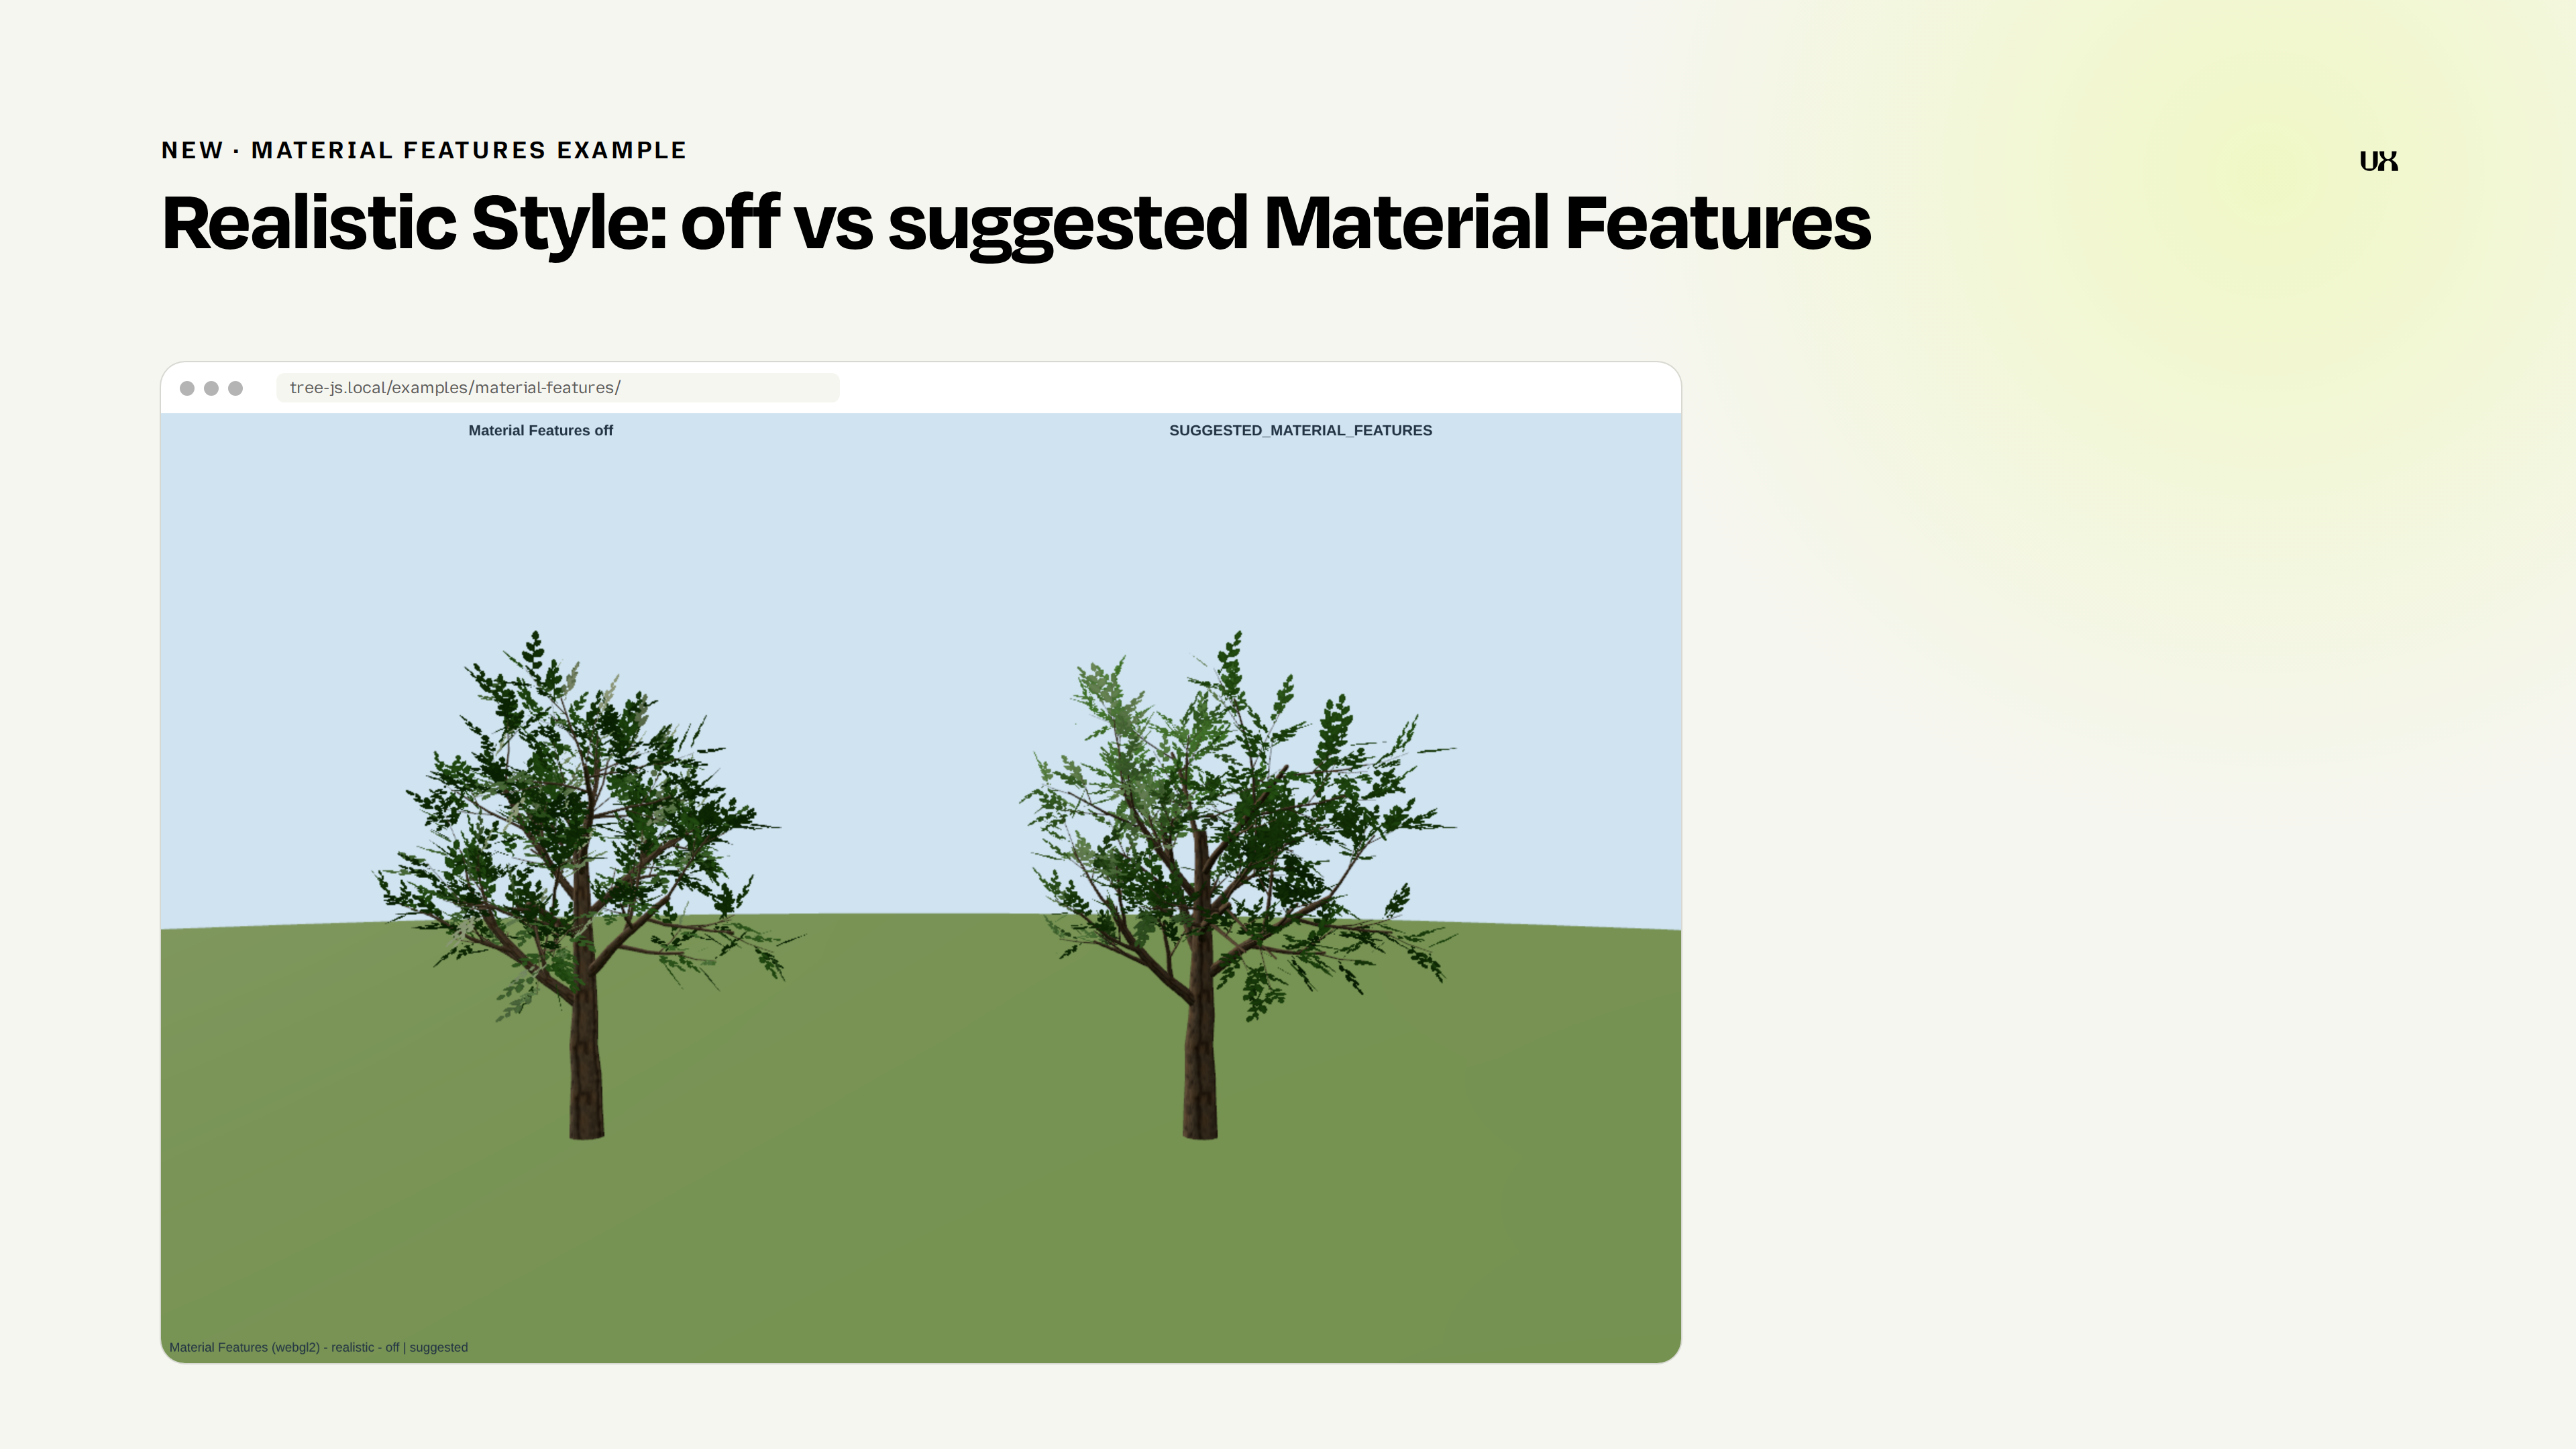 NEW · MATERIAL FEATURES EXAMPLE
UX
Realistic Style: off vs suggested Material Features
tree-js.local/examples/material-features/
Material Features off
SUGGESTED_MATERIAL_FEATURES
Material Features (webgl2) - realistic - off | suggested